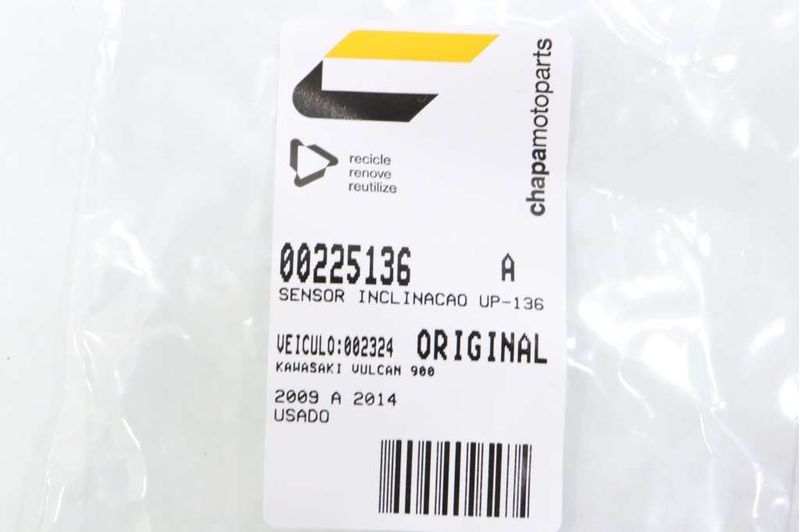 chapamotoparts
recicle
renove
reutilize
00225136 A
SENSOR INCLINACAO UP-136
VEICULO:002324 ORIGINAL
KAWASAKI VULCAN 900
2009 A 2014
USADO